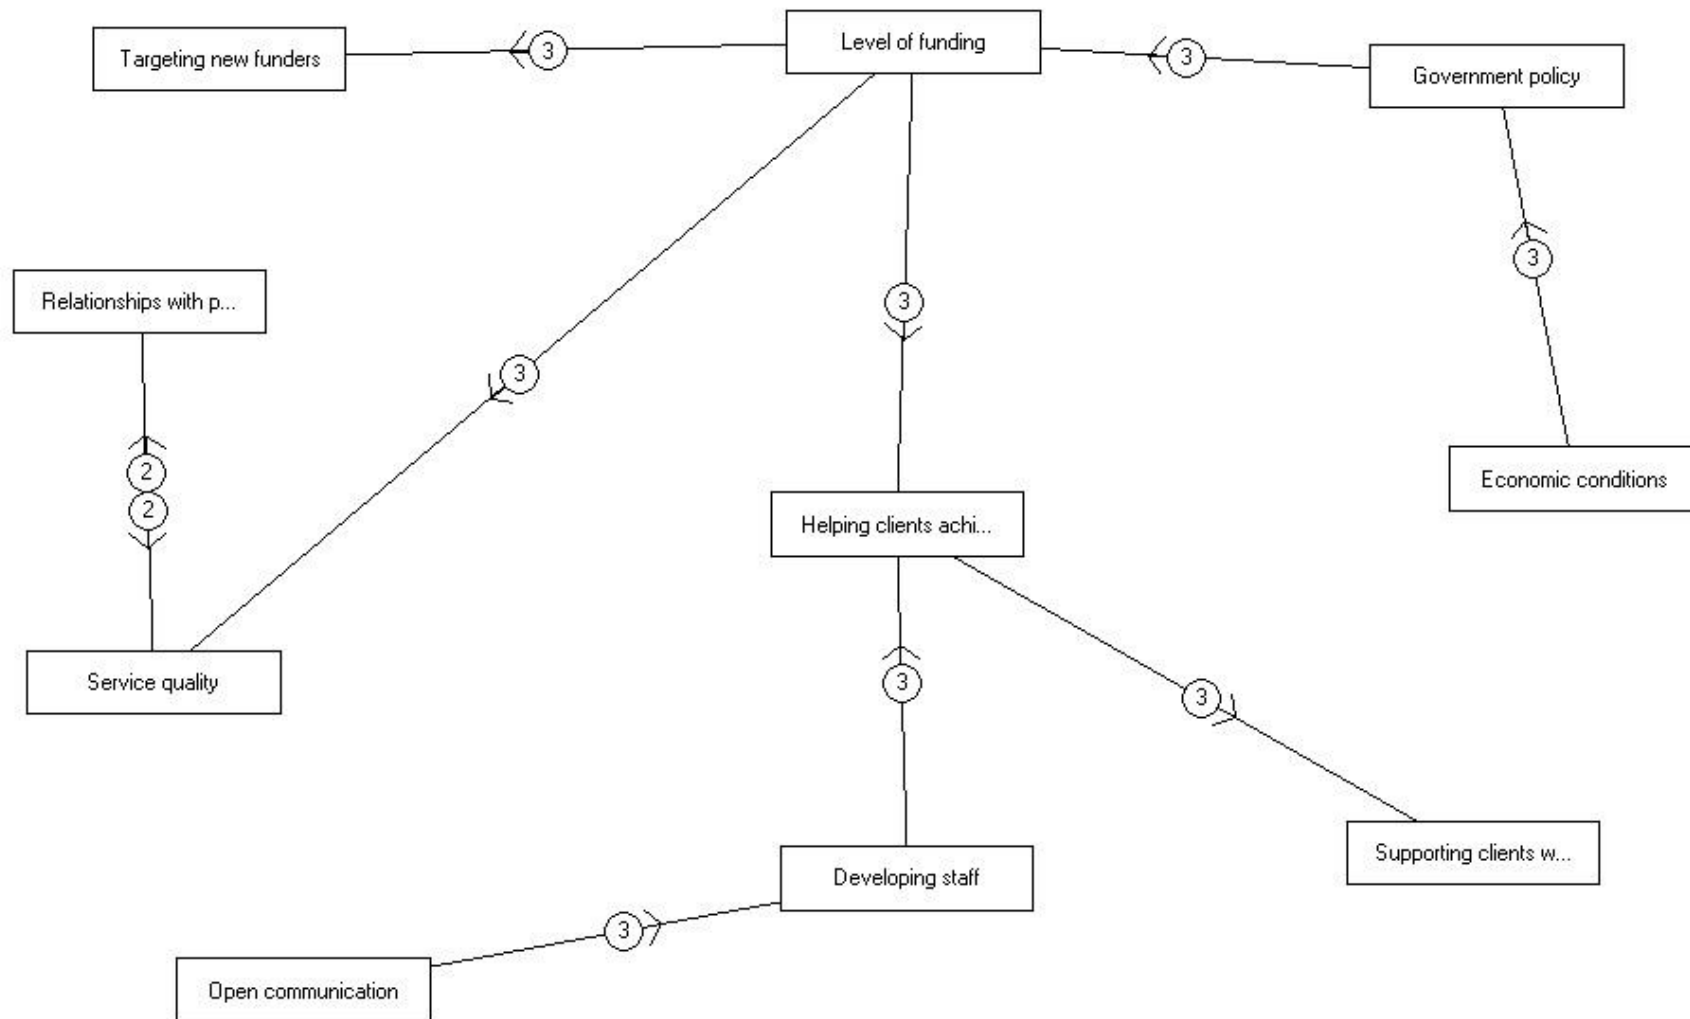 Level of funding
Targeting new funders
3
3
Government policy
3
Relationships with p...
3
3
2
2
Economic conditions
Helping clients achi...
Service quality
3
3
Supporting clients w...
Developing staff
3
Open communication